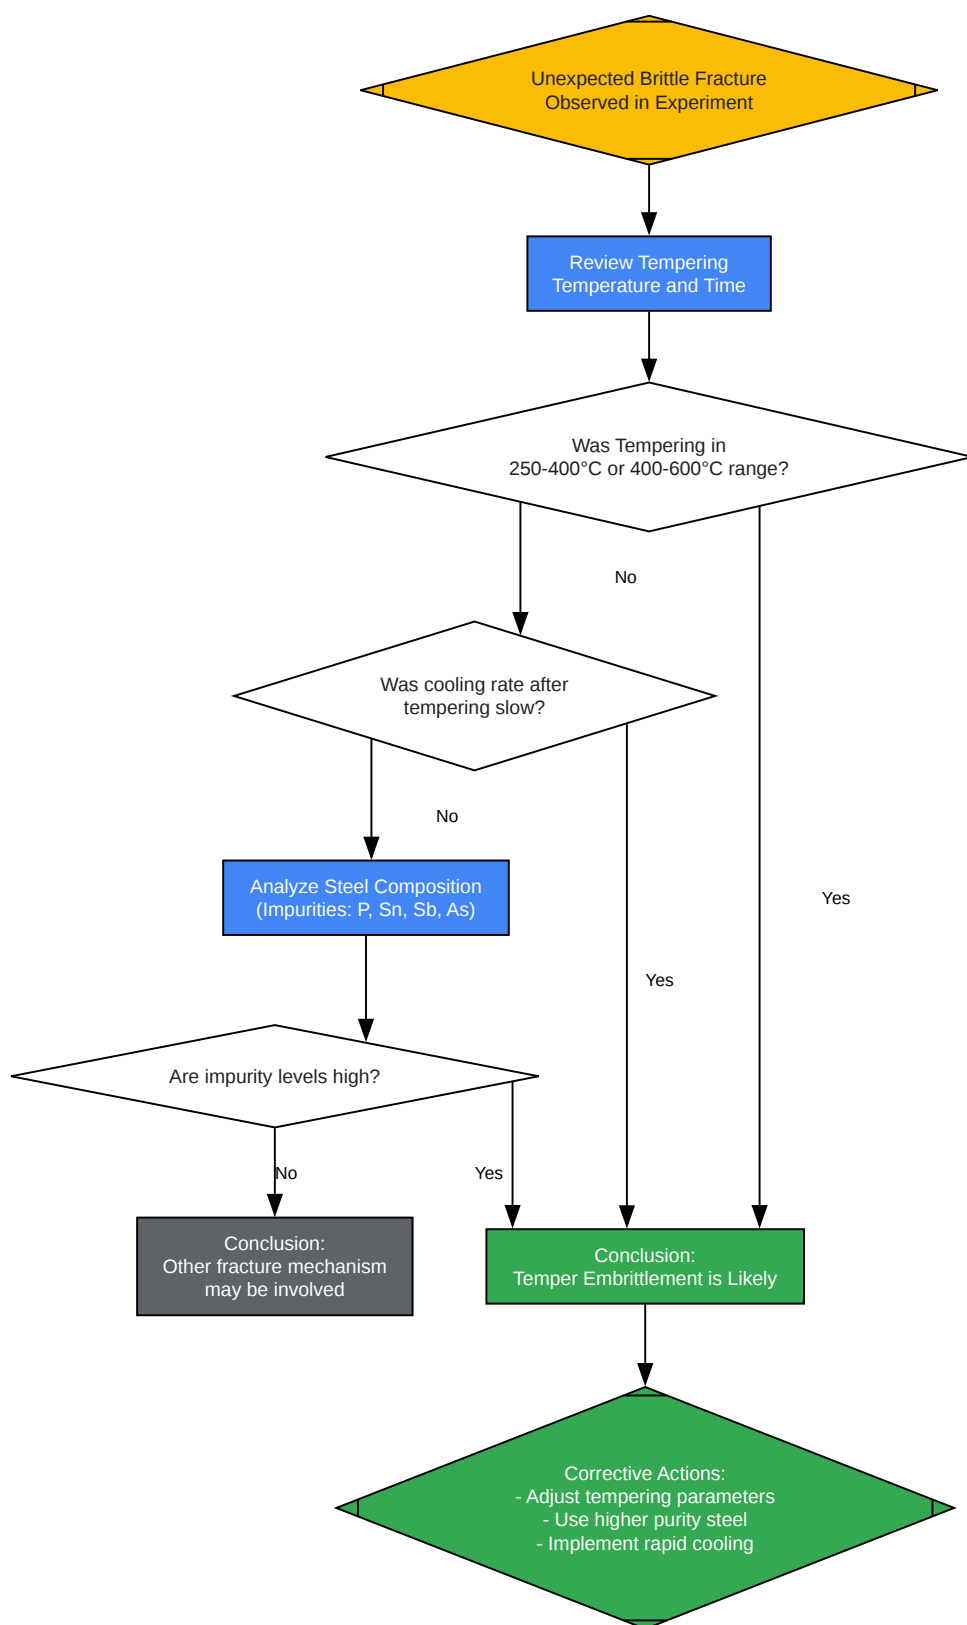 Unexpected Brittle Fracture
Observed in Experiment
Review Tempering
Temperature and Time
Was Tempering in
250-400°C or 400-600°C range?
No
Was cooling rate after
tempering slow?
No
Analyze Steel Composition
(Impurities: P, Sn, Sb, As)
Yes
Yes
Are impurity levels high?
No
Yes
Conclusion:
Other fracture mechanism
may be involved
Conclusion:
Temper Embrittlement is Likely
Corrective Actions:
- Adjust tempering parameters
- Use higher purity steel
- Implement rapid cooling